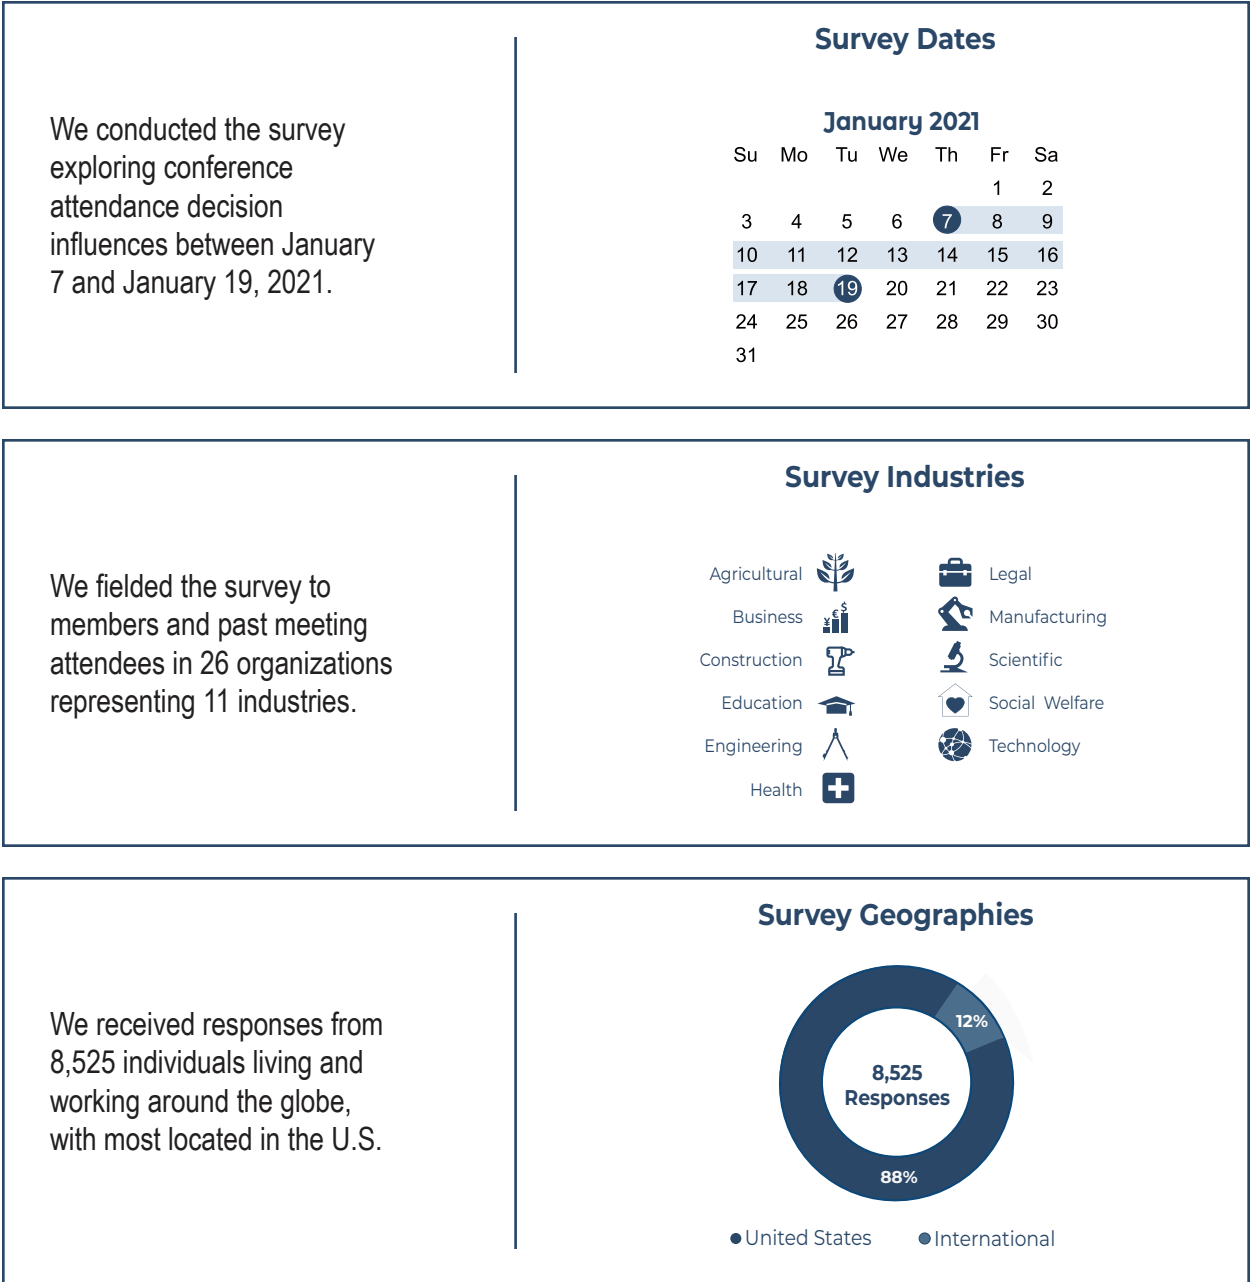 Survey Dates
We conducted the survey
exploring conference
attendance decision
influences between January
7 and January 19, 2021.
January 2021
Su Mo Tu We Th Fr Sa
1 2
3 4 5 6 7 8 9
10 11 12 13 14 15 16
17 18 19 20 21 22 23
24 25 26 27 28 29 30
31
Survey Industries
We fielded the survey to
members and past meeting
attendees in 26 organizations
representing 11 industries.
Agricultural
Business
¥ € $
Construction
Education
Engineering
Health
Legal
Manufacturing
Scientific
Social Welfare
Technology
Survey Geographies
We received responses from
8,525 individuals living and
working around the globe,
with most located in the U.S.
12%
8,525
Responses
88%
United States
International